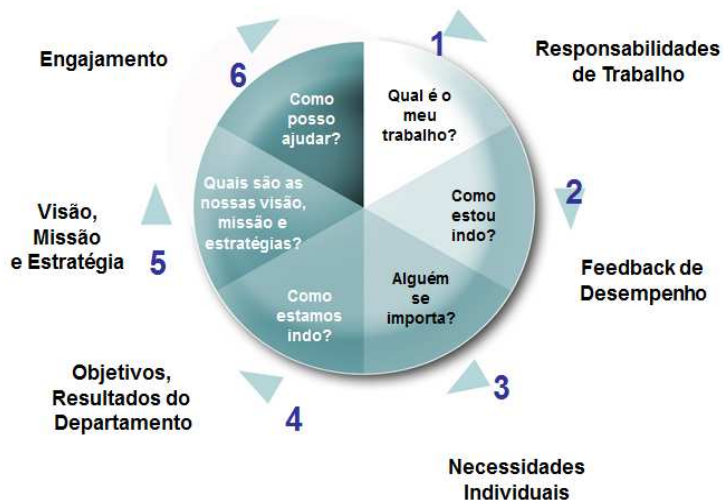 1
Responsabilidades
de Trabalho
Qual é o
meu
trabalho?
2
Feedback de
Desempenho
Como
estou
indo?
3
Necessidades
Individuais
Alguém
se
importa?
4
Objetivos,
Resultados do
Departamento
Como
estamos
indo?
5
Visão,
Missão
e Estratégia
Quais são as
nossas visão,
missão e
estratégias?
6
Engajamento
Como
posso
ajudar?